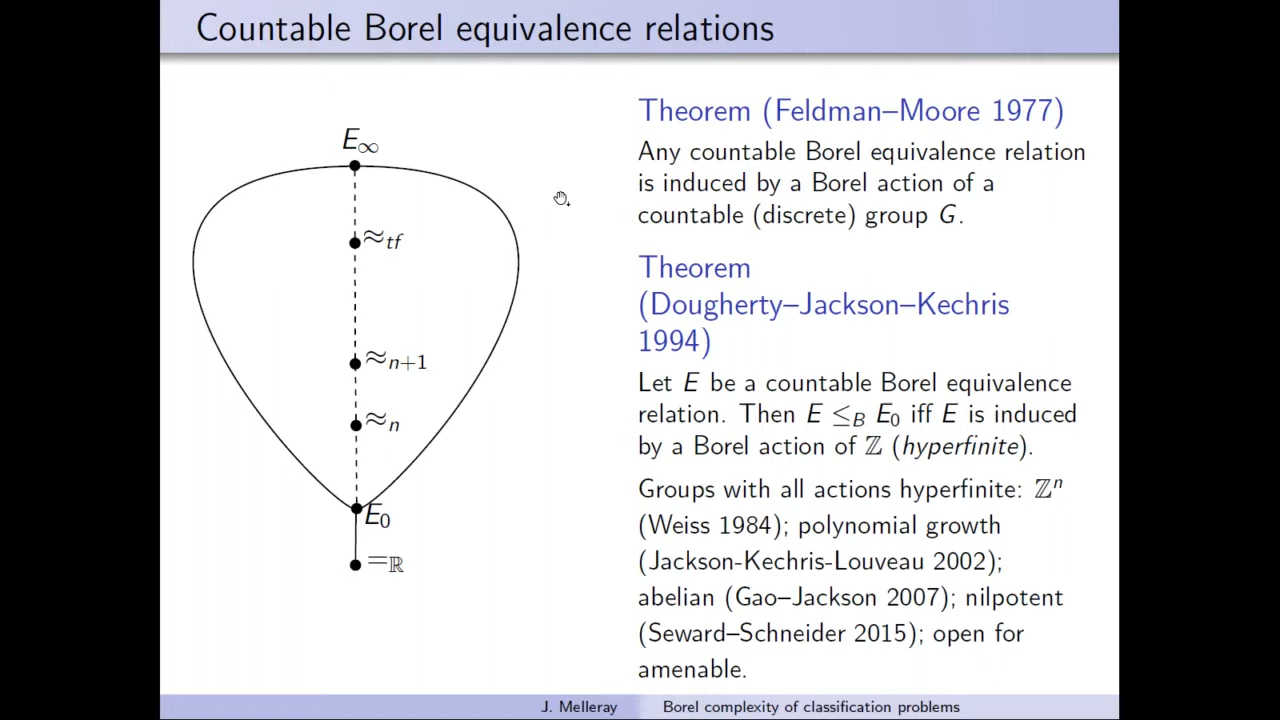 Countable Borel equivalence relations
E∞
≈tf
≈n+1
≈n
E0
=ℝ
Theorem (Feldman–Moore 1977)
Any countable Borel equivalence relation
is induced by a Borel action of a
countable (discrete) group G.
Theorem
(Dougherty–Jackson–Kechris
1994)
Let E be a countable Borel equivalence
relation. Then E ≤B E0 iff E is induced
by a Borel action of ℤ (hyperfinite).
Groups with all actions hyperfinite: ℤⁿ
(Weiss 1984); polynomial growth
(Jackson-Kechris-Louveau 2002);
abelian (Gao–Jackson 2007); nilpotent
(Seward–Schneider 2015); open for
amenable.
J. Melleray Borel complexity of classification problems